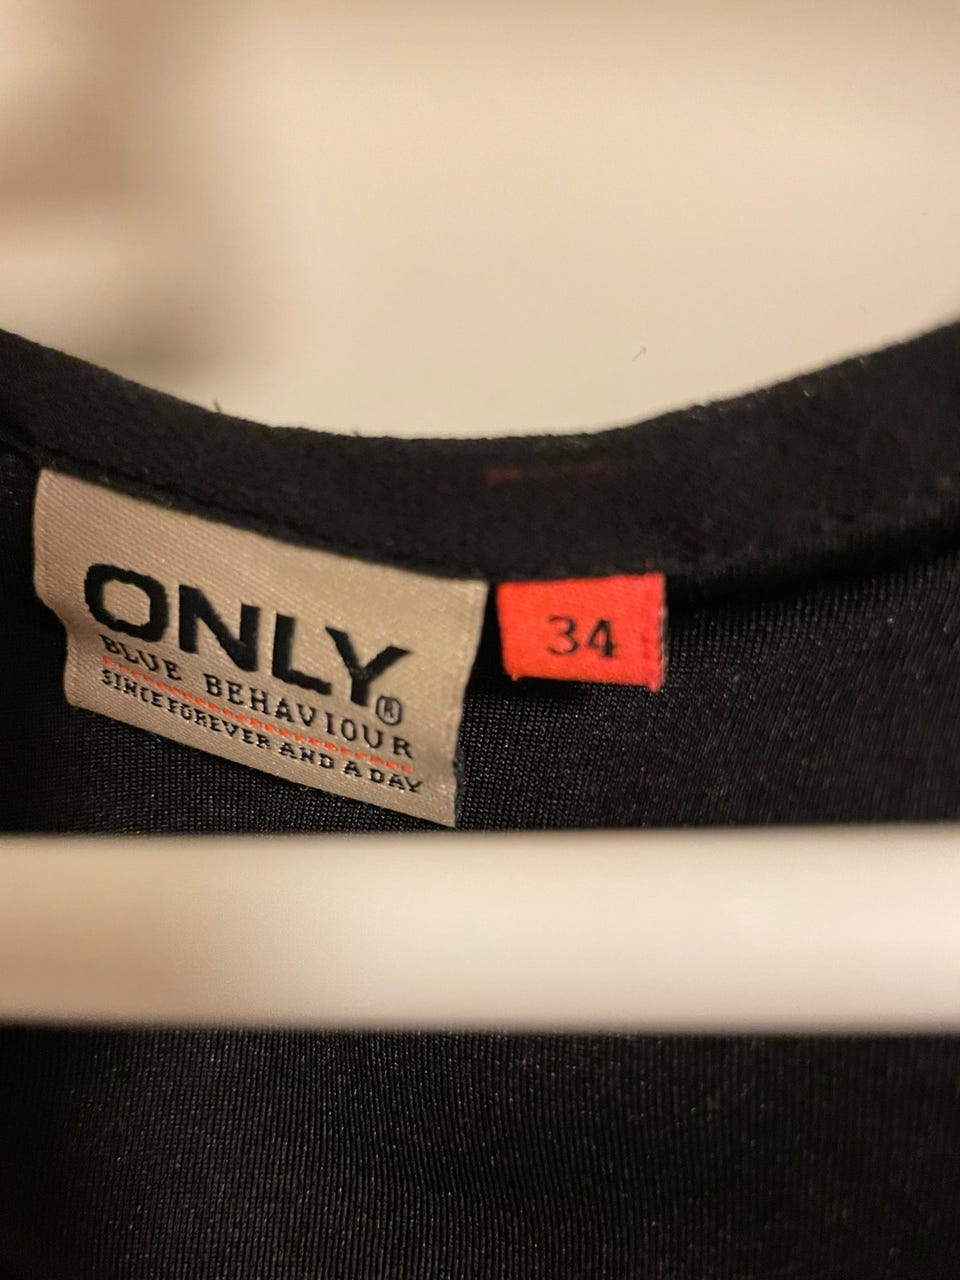 ONLY®
BLUE BEHAVIOUR
SINCE FOREVER AND A DAY
34